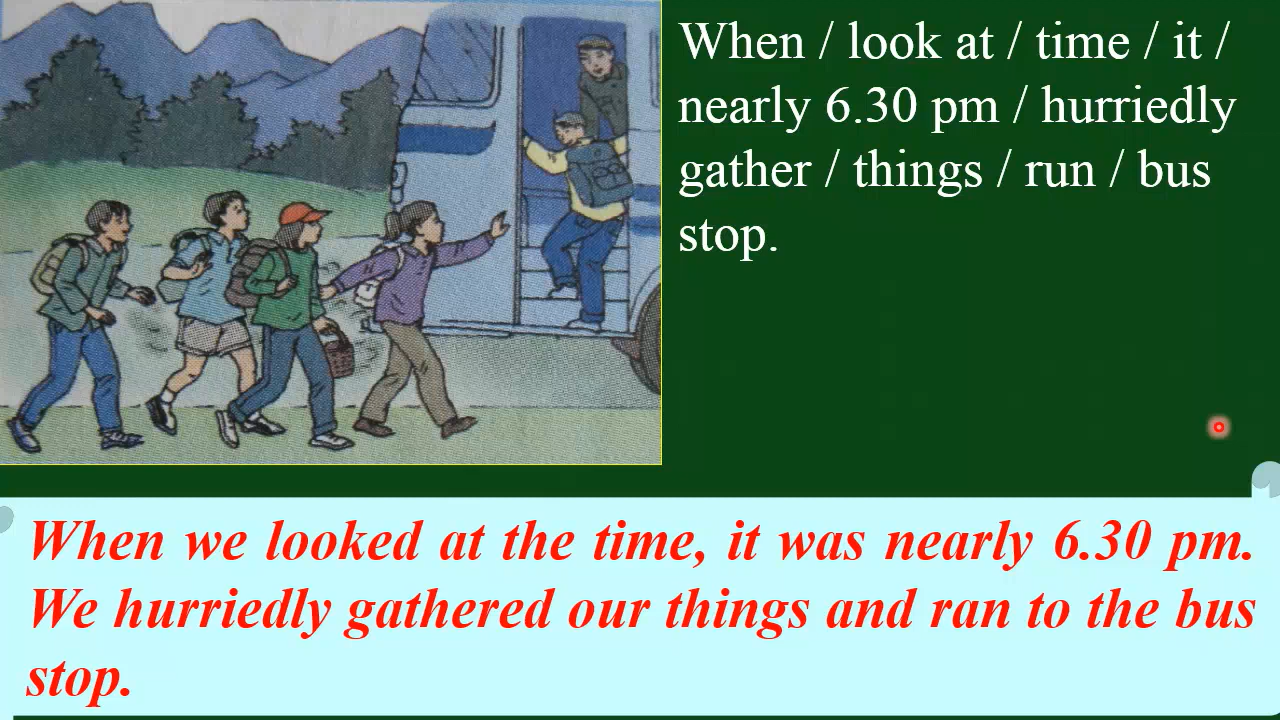 When / look at / time / it /
nearly 6.30 pm / hurriedly
gather / things / run / bus
stop.
When we looked at the time, it was nearly 6.30 pm.
We hurriedly gathered our things and ran to the bus
stop.